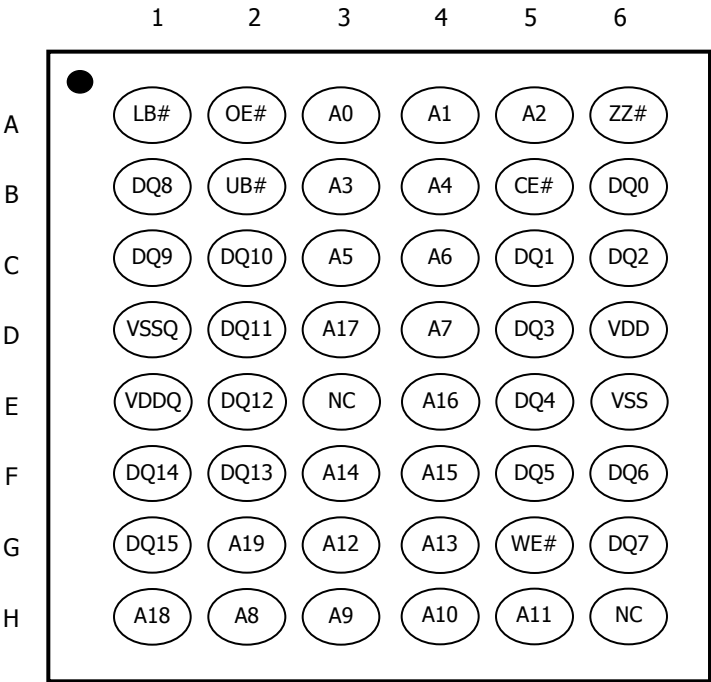 1 2 3 4 5 6
A LB# OE# A0 A1 A2 ZZ#
B DQ8 UB# A3 A4 CE# DQ0
C DQ9 DQ10 A5 A6 DQ1 DQ2
D VSSQ DQ11 A17 A7 DQ3 VDD
E VDDQ DQ12 NC A16 DQ4 VSS
F DQ14 DQ13 A14 A15 DQ5 DQ6
G DQ15 A19 A12 A13 WE# DQ7
H A18 A8 A9 A10 A11 NC